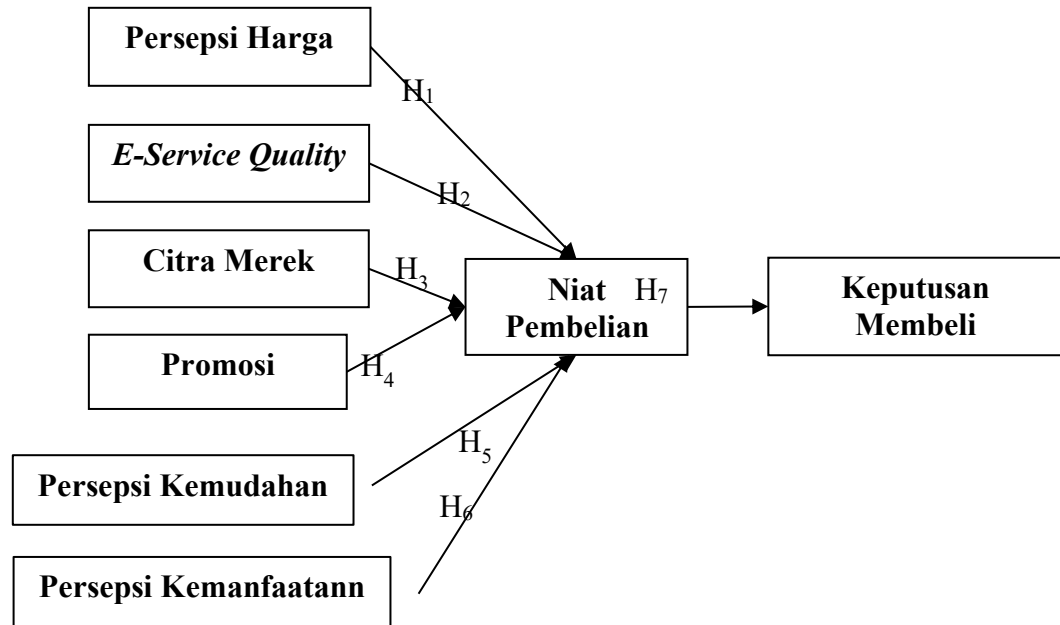 Persepsi Harga
H₁
E-Service Quality
H₂
Citra Merek
H₃
Niat
Pembelian
H₇
Keputusan
Membeli
Promosi
H₄
Persepsi Kemudahan
H₅
H₆
Persepsi Kemanfaatann